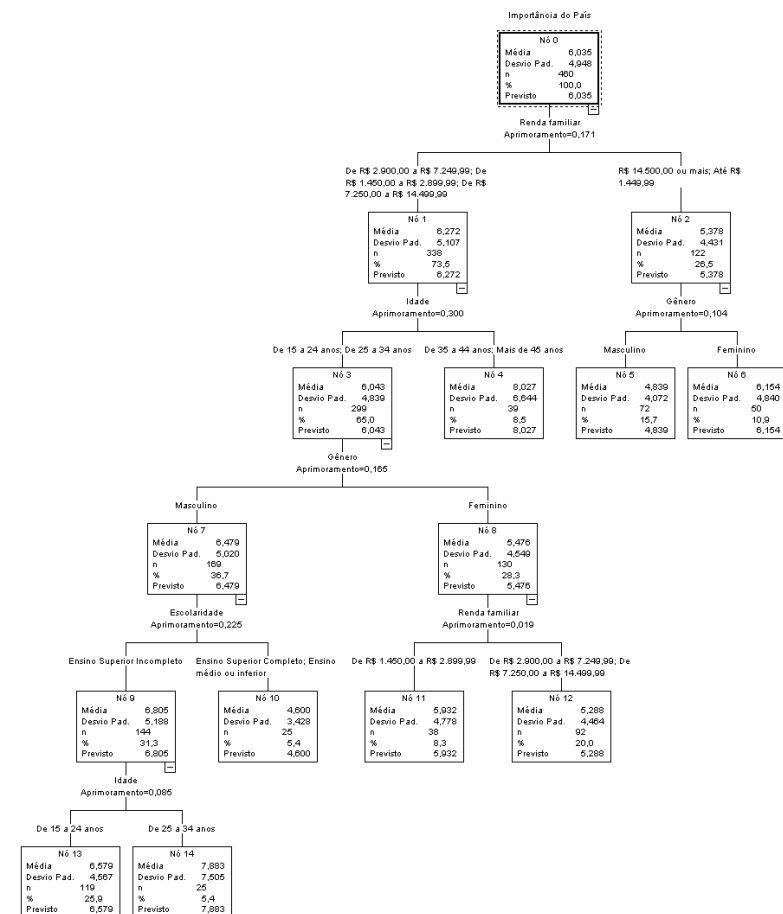 Importância do País
Nó 0
Média 6,035
Desvio Pad. 4,948
n 460
% 100,0
Previsto 6,035
Renda familiar
Aprimoramento=0,171
De R$ 2.900,00 a R$ 7.249,99; De
R$ 1.450,00 a R$ 2.899,99; De R$
7.250,00 a R$ 14.499,99
R$ 14.500,00 ou mais; Até R$
1.449,99
Nó 1
Média 6,272
Desvio Pad. 5,107
n 338
% 73,5
Previsto 6,272
Nó 2
Média 5,378
Desvio Pad. 4,431
n 122
% 26,5
Previsto 5,378
Idade
Aprimoramento=0,300
Gênero
Aprimoramento=0,104
De 15 a 24 anos; De 25 a 34 anos
De 35 a 44 anos; Mais de 45 anos
Masculino
Feminino
Nó 3
Média 6,043
Desvio Pad. 4,839
n 299
% 65,0
Previsto 6,043
Nó 4
Média 8,027
Desvio Pad. 6,644
n 39
% 8,5
Previsto 8,027
Nó 5
Média 4,839
Desvio Pad. 4,072
n 72
% 15,7
Previsto 4,839
Nó 6
Média 6,154
Desvio Pad. 4,840
n 50
% 10,9
Previsto 6,154
Gênero
Aprimoramento=0,165
Masculino
Feminino
Nó 7
Média 6,479
Desvio Pad. 5,020
n 169
% 36,7
Previsto 6,479
Nó 8
Média 5,476
Desvio Pad. 4,549
n 130
% 28,3
Previsto 5,476
Escolaridade
Aprimoramento=0,225
Renda familiar
Aprimoramento=0,019
Ensino Superior Incompleto
Ensino Superior Completo; Ensino
médio ou inferior
De R$ 1.450,00 a R$ 2.899,99
De R$ 2.900,00 a R$ 7.249,99; De
R$ 7.250,00 a R$ 14.499,99
Nó 9
Média 6,805
Desvio Pad. 5,188
n 144
% 31,3
Previsto 6,805
Nó 10
Média 4,600
Desvio Pad. 3,428
n 25
% 5,4
Previsto 4,600
Nó 11
Média 5,932
Desvio Pad. 4,778
n 38
% 8,3
Previsto 5,932
Nó 12
Média 5,288
Desvio Pad. 4,464
n 92
% 20,0
Previsto 5,288
Idade
Aprimoramento=0,085
De 15 a 24 anos
De 25 a 34 anos
Nó 13
Média 6,579
Desvio Pad. 4,567
n 119
% 25,9
Previsto 6,579
Nó 14
Média 7,883
Desvio Pad. 7,505
n 25
% 5,4
Previsto 7,883